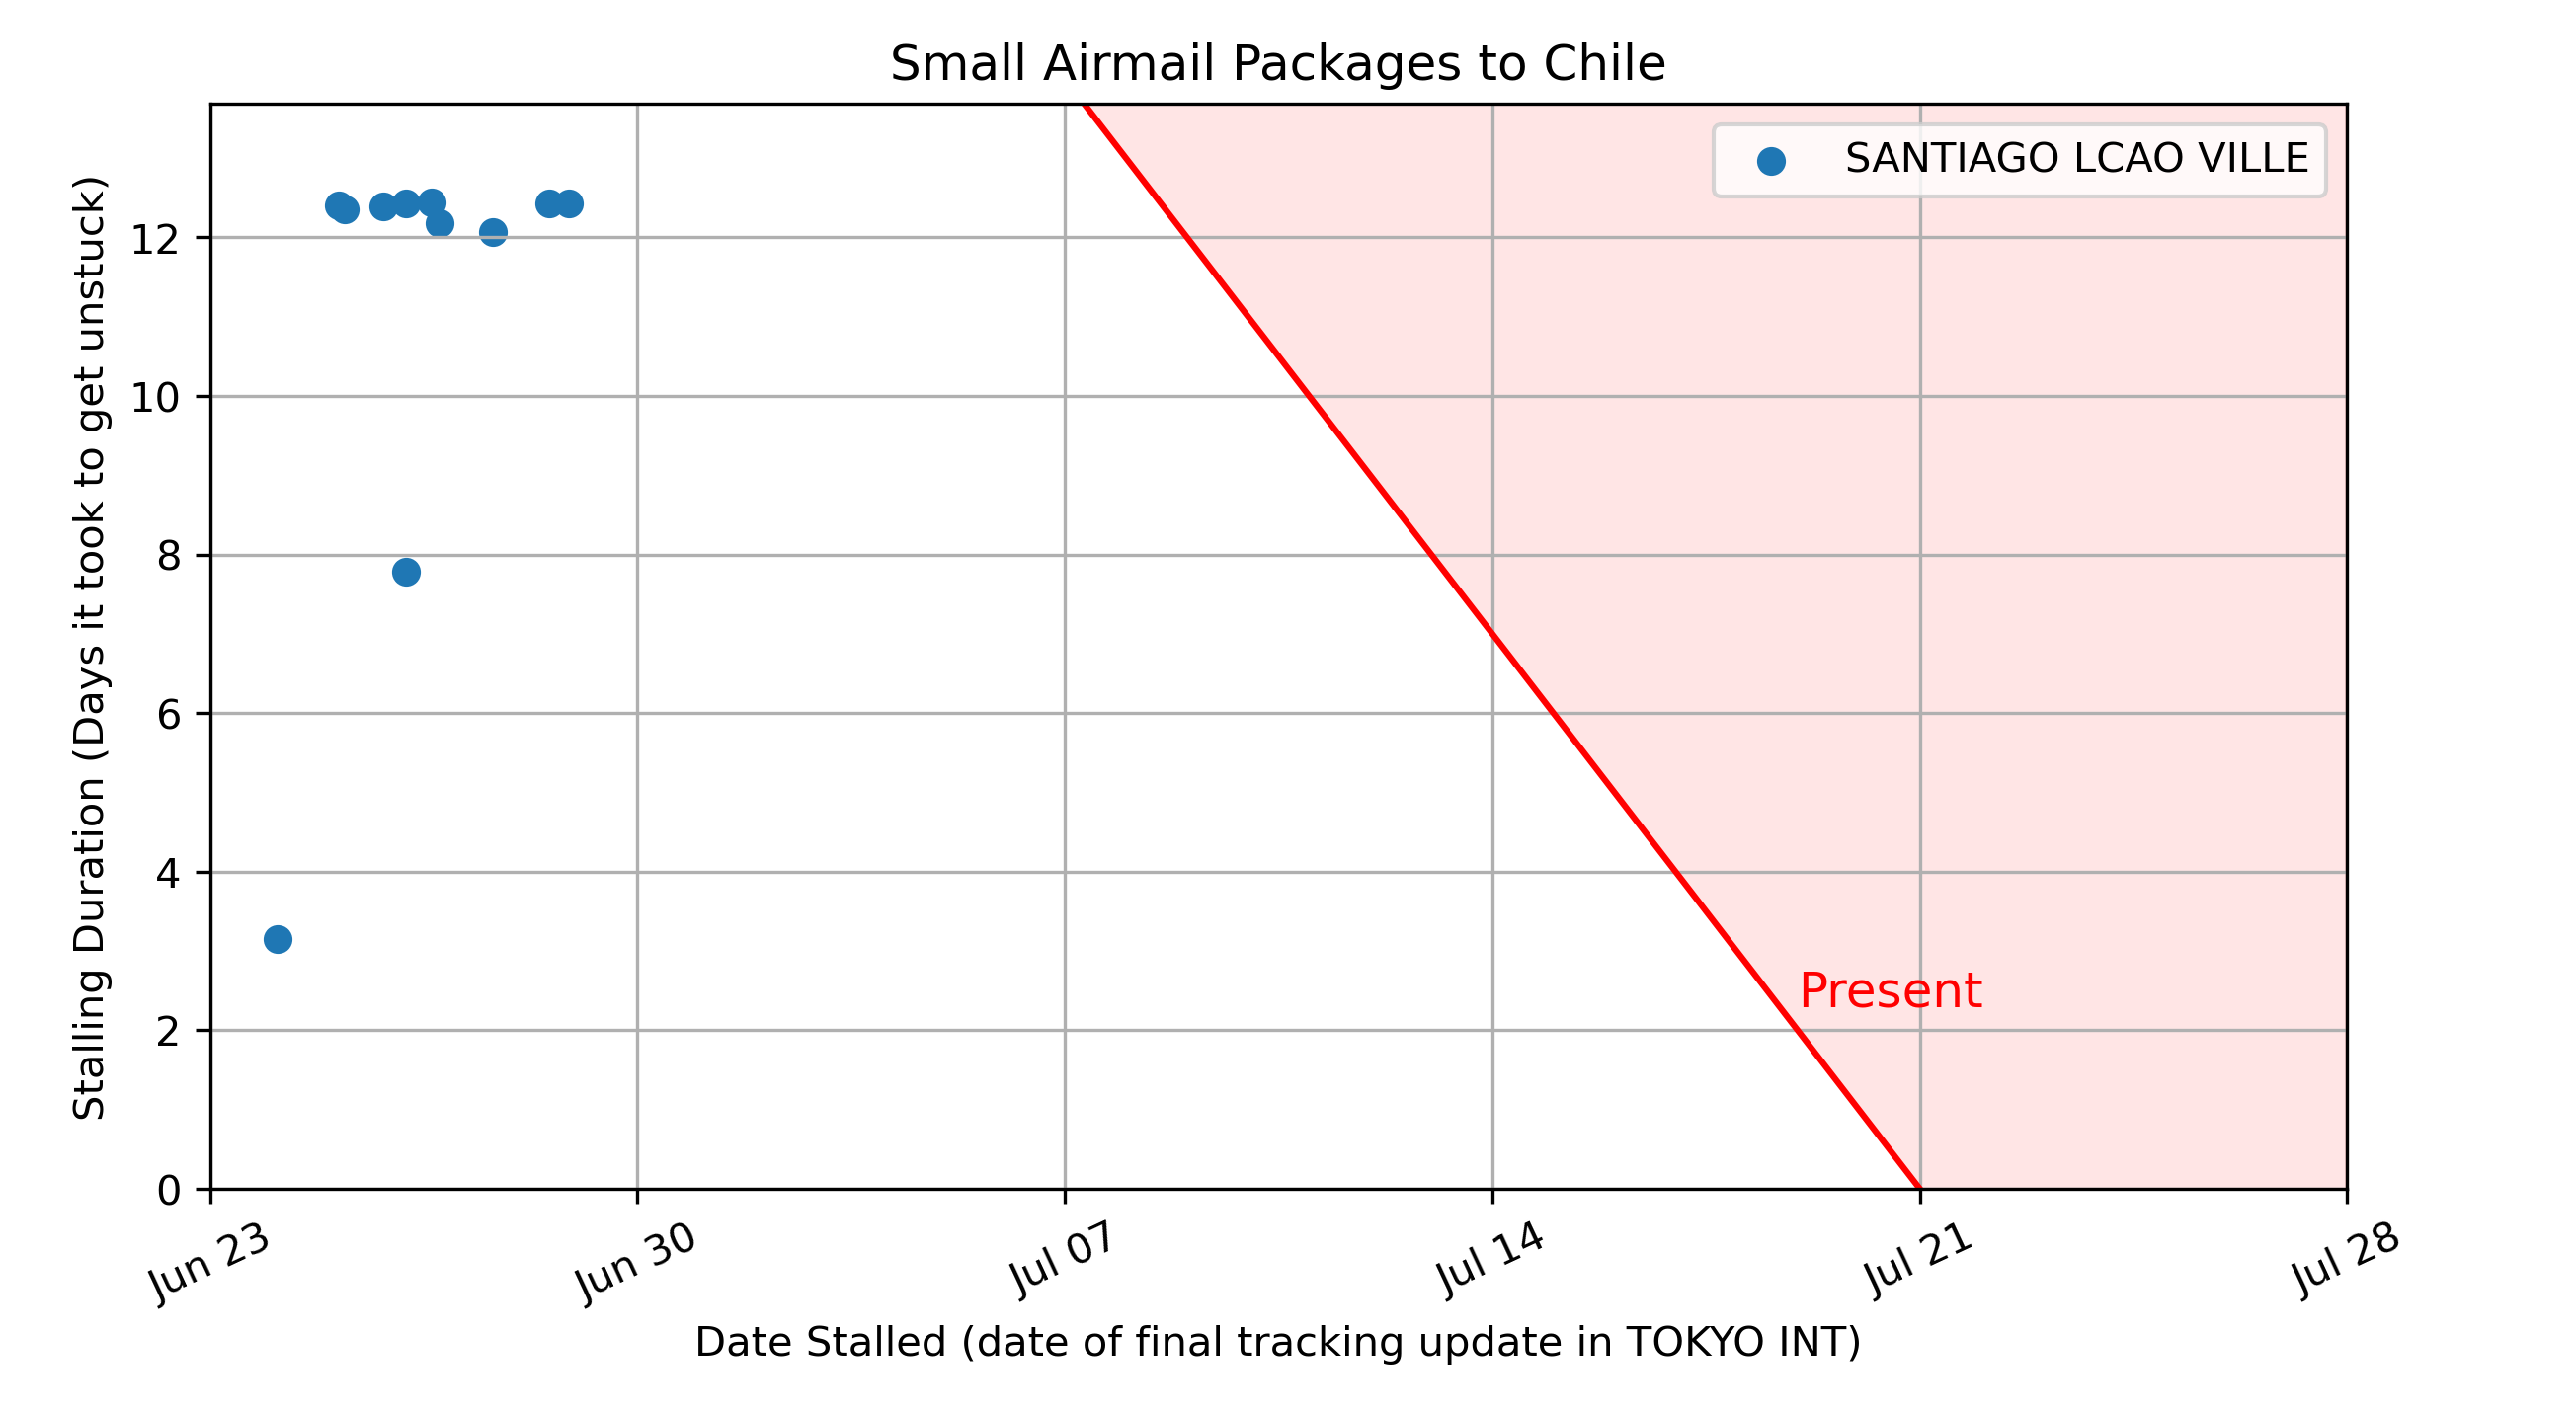 Small Airmail Packages to Chile
SANTIAGO LCAO VILLE
Stalling Duration (Days it took to get unstuck)
12
10
8
6
4
2
0
Present
Jun 23
Jun 30
Jul 07
Jul 14
Jul 21
Jul 28
Date Stalled (date of final tracking update in TOKYO INT)